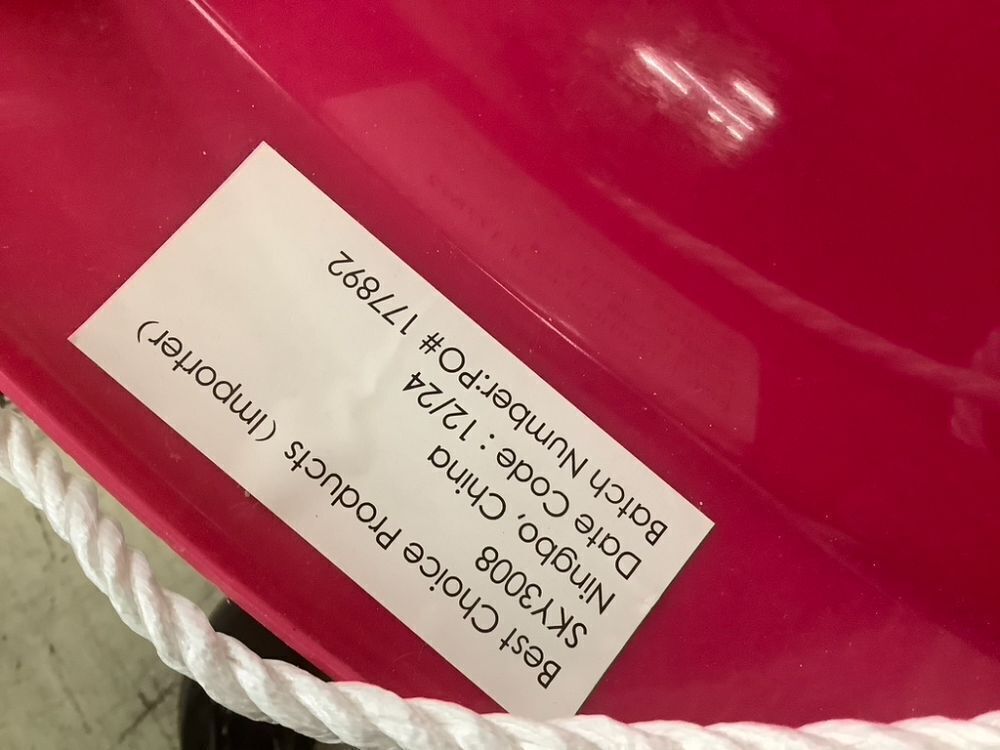 Best Choice Products (Importer)
SKY3008
Ningbo, China
Date Code : 12/24
Batch Number:PO# 177892